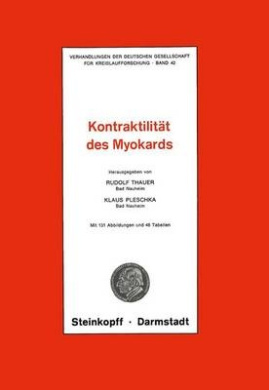 VERHANDLUNGEN DER DEUTSCHEN GESELLSCHAFT
FÜR KREISLAUFFORSCHUNG · BAND 40
Kontraktilität
des Myokards
Herausgegeben von
RUDOLF THAUER
Bad Nauheim
KLAUS PLESCHKA
Bad Nauheim
Mit 131 Abbildungen und 46 Tabellen
Steinkopff · Darmstadt